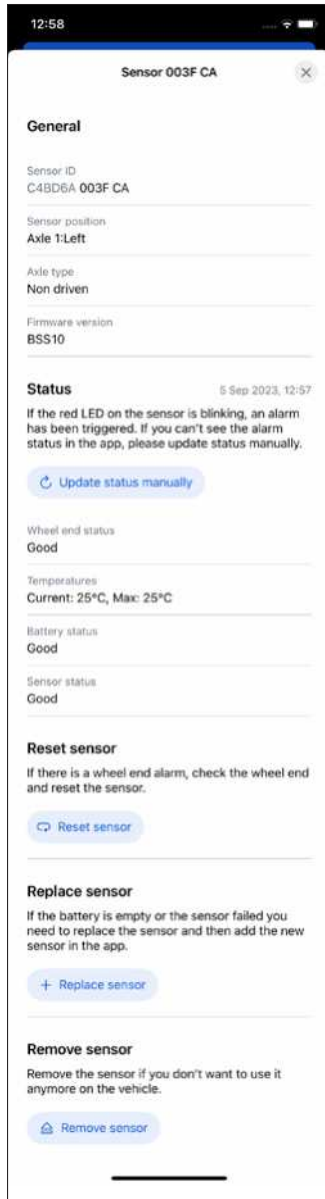 12:58
Sensor 003F CA
General
Sensor ID
C4BD6A 003F CA
Sensor position
Axle 1:Left
Axle type
Non driven
Firmware version
BSS10
Status 5 Sep 2023, 12:57
If the red LED on the sensor is blinking, an alarm
has been triggered. If you can't see the alarm
status in the app, please update status manually.
Update status manually
Wheel end status
Good
Temperatures
Current: 25°C, Max: 25°C
Battery status
Good
Sensor status
Good
Reset sensor
If there is a wheel end alarm, check the wheel end
and reset the sensor.
Reset sensor
Replace sensor
If the battery is empty or the sensor failed you
need to replace the sensor and then add the new
sensor in the app.
+ Replace sensor
Remove sensor
Remove the sensor if you don't want to use it
anymore on the vehicle.
Remove sensor